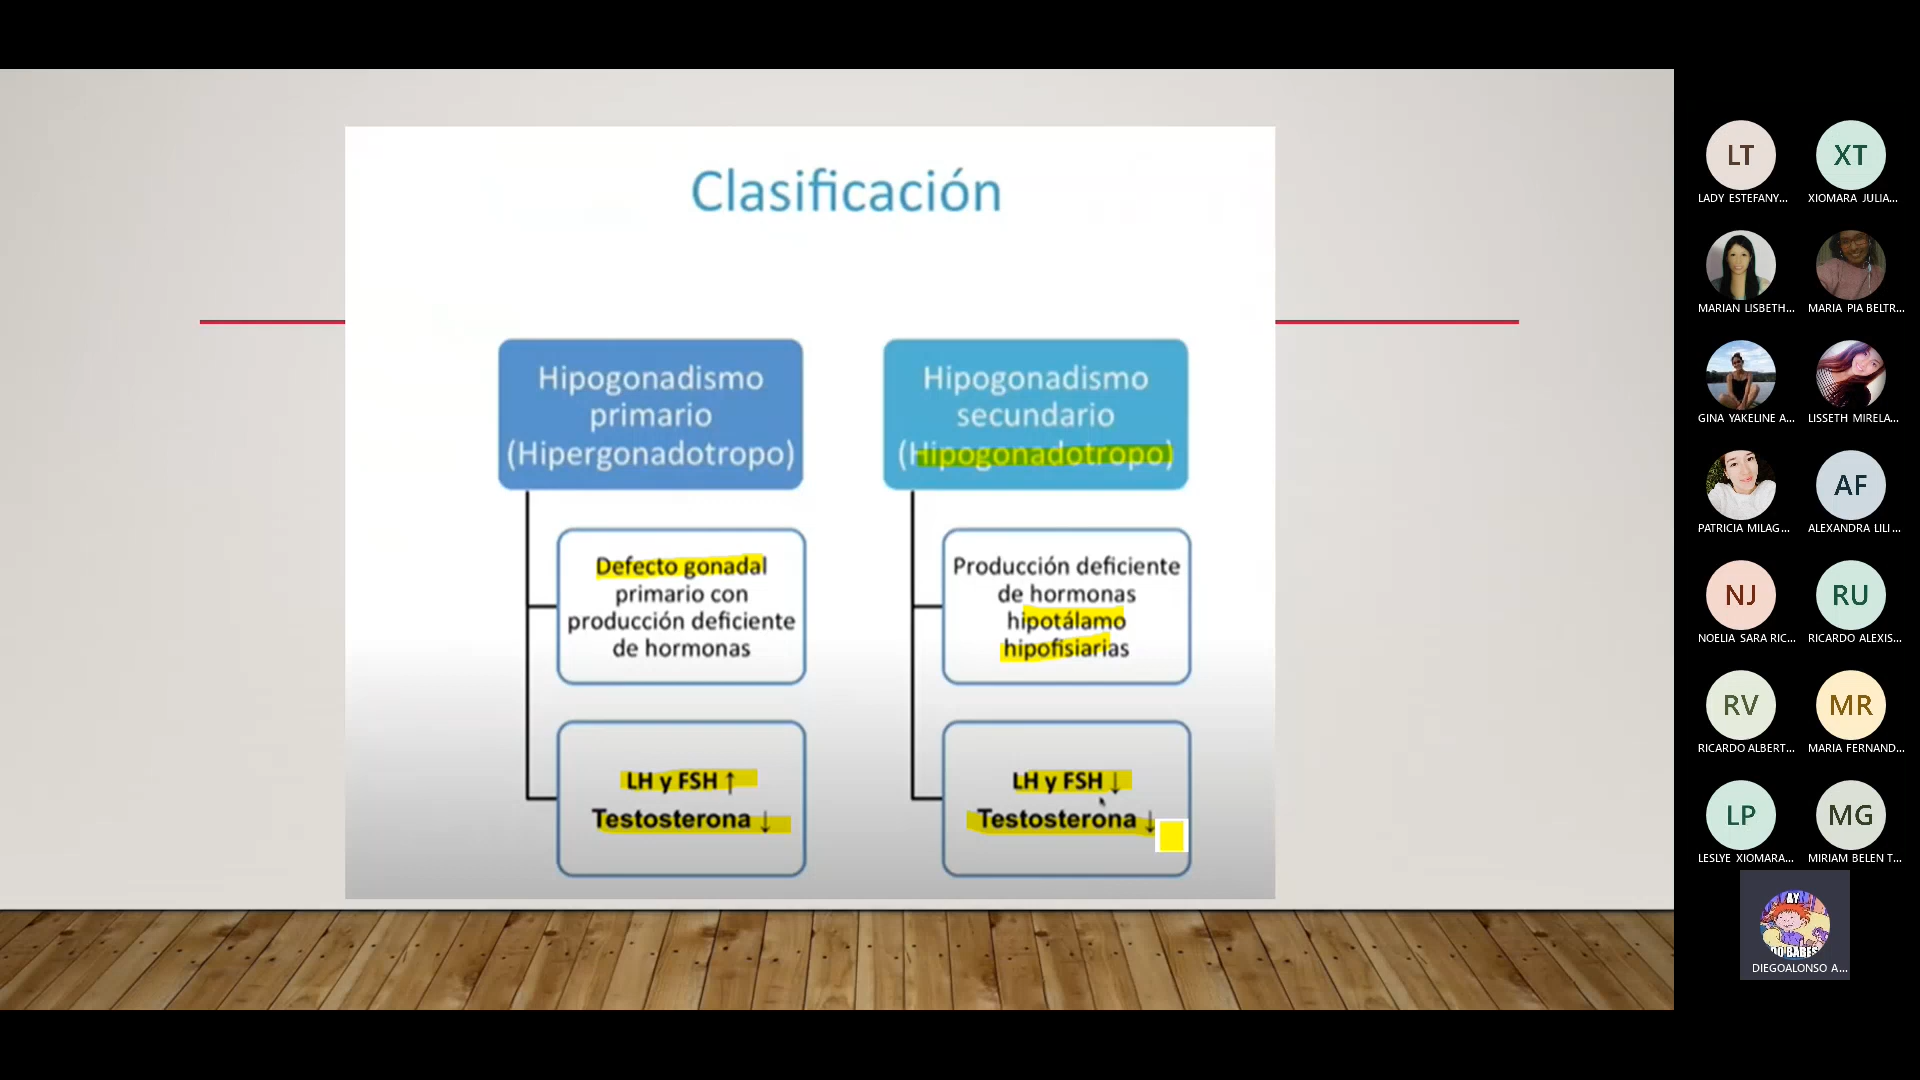 Clasificación
Hipogonadismo
primario
(Hipergonadotropo)
Defecto gonadal
primario con
producción deficiente
de hormonas
LH y FSH ↑
Testosterona ↓
Hipogonadismo
secundario
(Hipogonadotropo)
Producción deficiente
de hormonas
hipotálamo
hipofisiarias
LH y FSH ↓
Testosterona ↓
LT
LADY ESTEFANY...
XT
XIOMARA JULIA...
MARIAN LISBETH...
MARIA PIA BELTR...
GINA YAKELINE A...
LISSETH MIRELA...
PATRICIA MILAG...
AF
ALEXANDRA LILI...
NJ
NOELIA SARA RIC...
RU
RICARDO ALEXIS...
RV
RICARDO ALBERT...
MR
MARIA FERNAND...
LP
LESLYE XIOMARA...
MG
MIRIAM BELEN T...
DIEGOALONSO A...